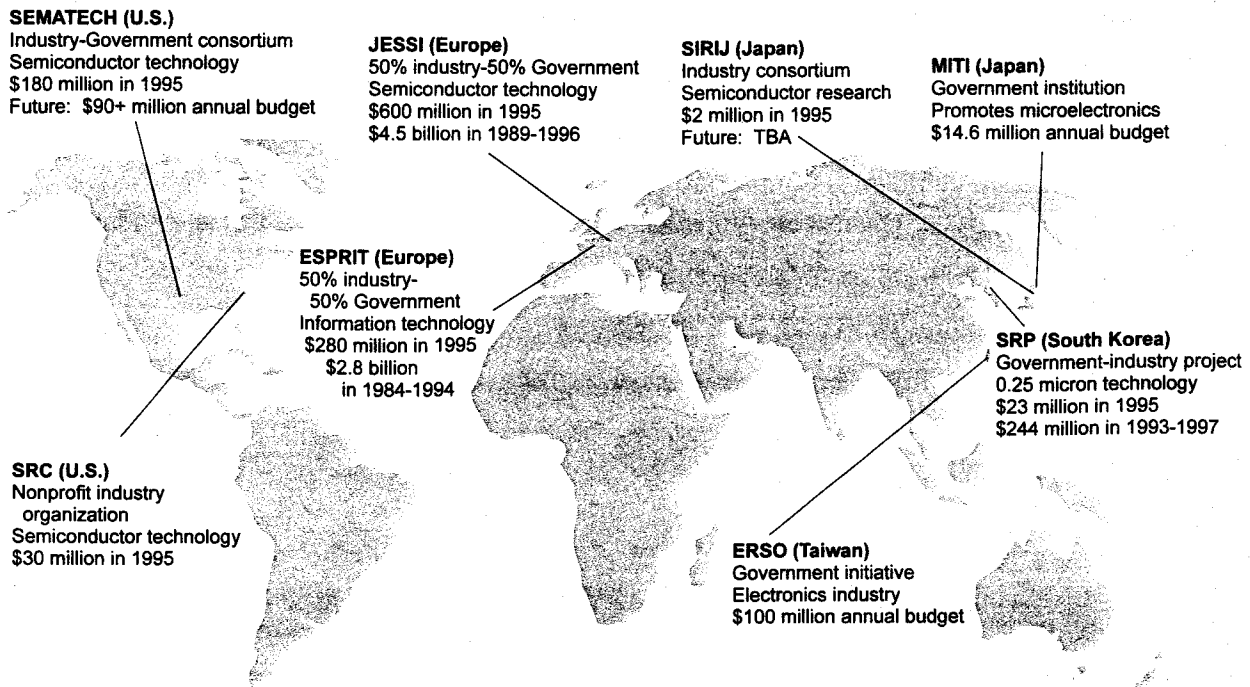 SEMATECH (U.S.)
Industry-Government consortium
Semiconductor technology
$180 million in 1995
Future: $90+ million annual budget
JESSI (Europe)
50% industry-50% Government
Semiconductor technology
$600 million in 1995
$4.5 billion in 1989-1996
SIRIJ (Japan)
Industry consortium
Semiconductor research
$2 million in 1995
Future: TBA
MITI (Japan)
Government institution
Promotes microelectronics
$14.6 million annual budget
ESPRIT (Europe)
50% industry-
50% Government
Information technology
$280 million in 1995
$2.8 billion
in 1984-1994
SRP (South Korea)
Government-industry project
0.25 micron technology
$23 million in 1995
$244 million in 1993-1997
SRC (U.S.)
Nonprofit industry
organization
Semiconductor technology
$30 million in 1995
ERSO (Taiwan)
Government initiative
Electronics industry
$100 million annual budget